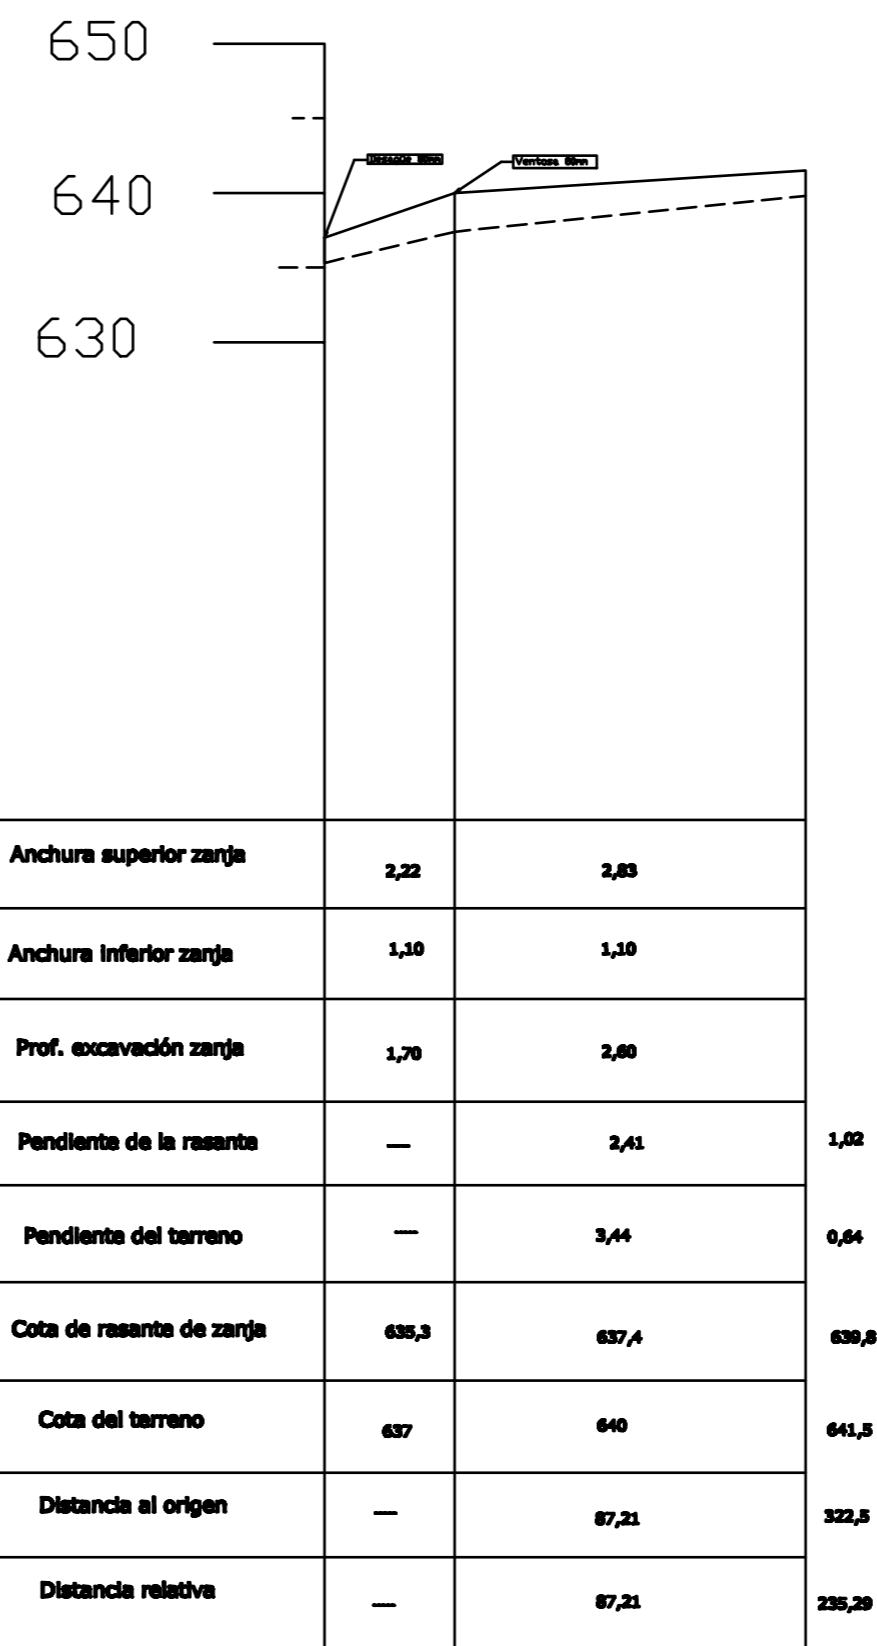 650
640
Desagüe 80mm
Ventosa 80mm
630
Anchura superior zanja 2,22 2,83
Anchura inferior zanja 1,10 1,10
Prof. excavación zanja 1,70 2,60
Pendiente de la rasante — 2,41 1,02
Pendiente del terreno ---- 3,44 0,64
Cota de rasante de zanja 635,3 637,4 639,8
Cota del terreno 637 640 641,5
Distancia al origen ---- 87,21 322,5
Distancia relativa ---- 87,21 235,29